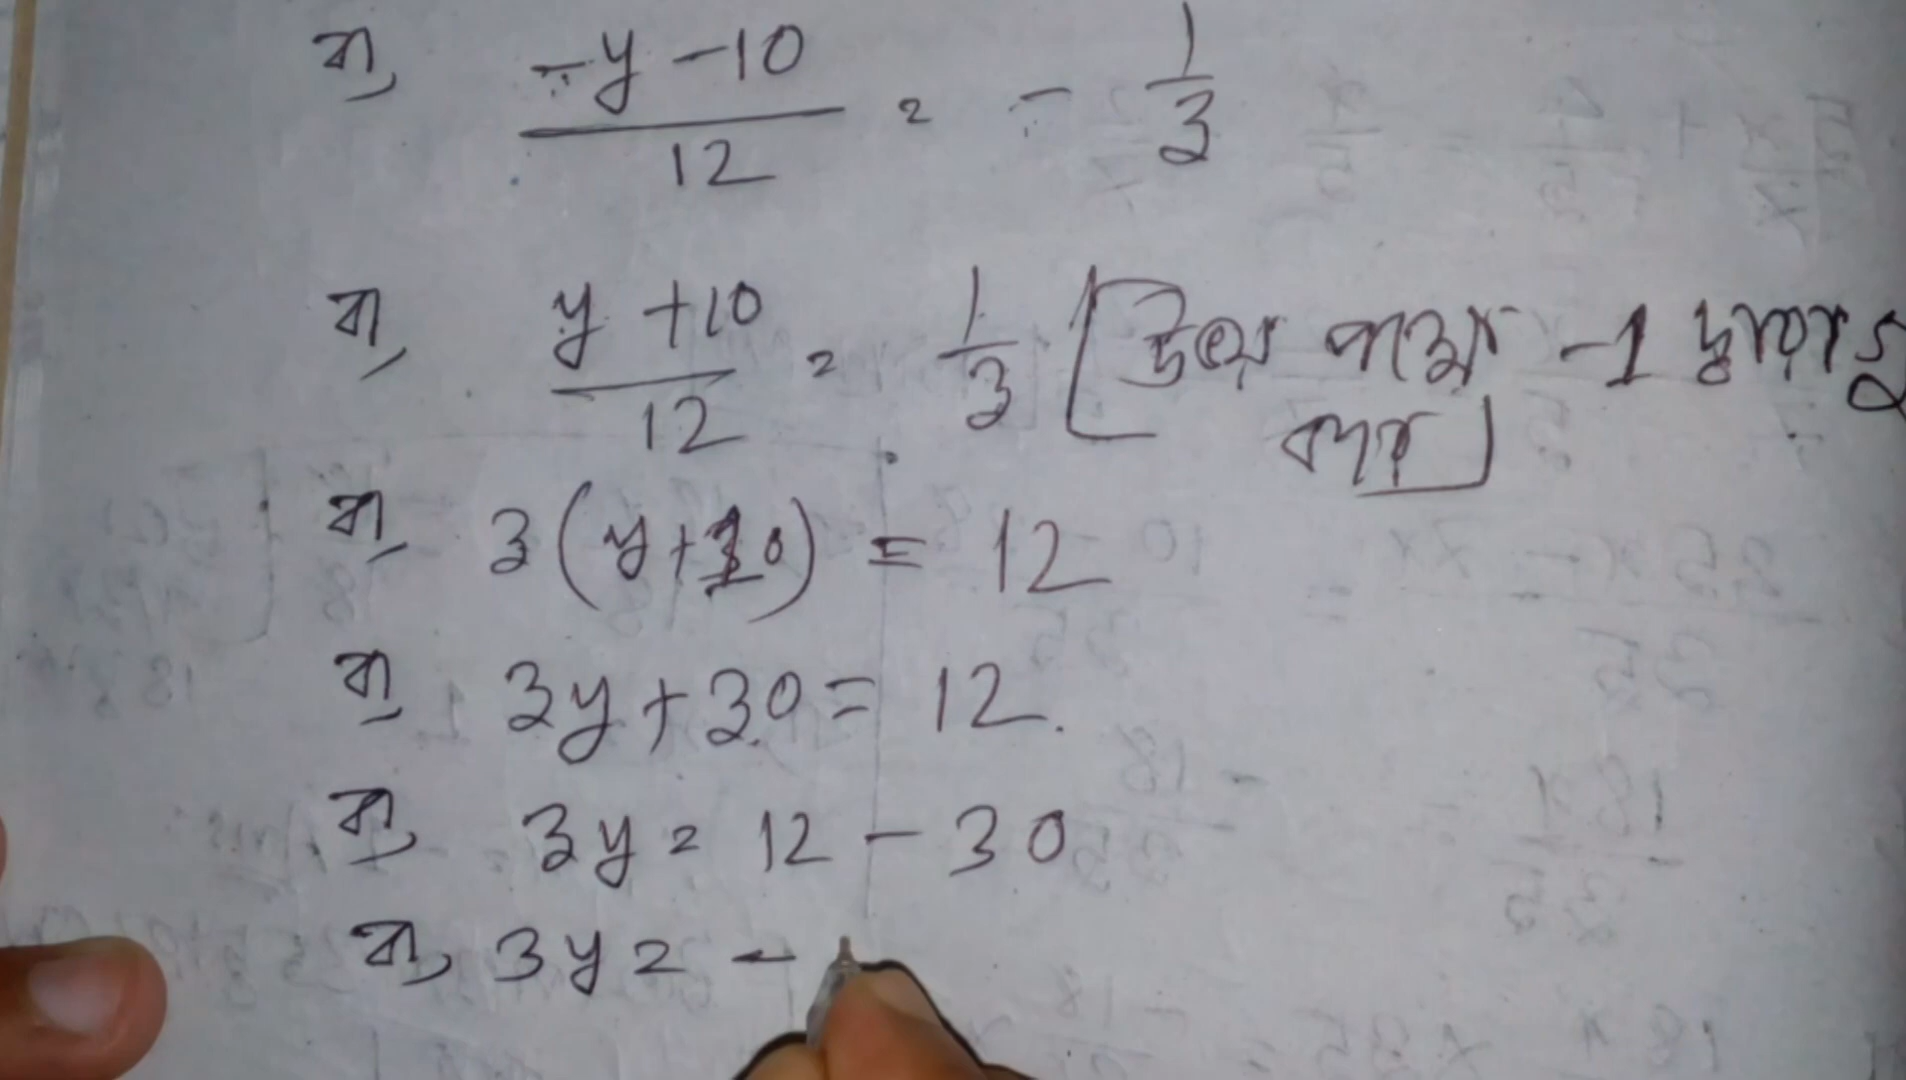 বা, (-y - 10)/12 = - 1/3
বা, (y + 10)/12 = 1/3 [উভয় পক্ষে -1 দ্বারা গুণ
করে]
বা, 3(y+10) = 12
বা, 3y + 30 = 12.
বা, 3y = 12 - 30
বা, 3y = -